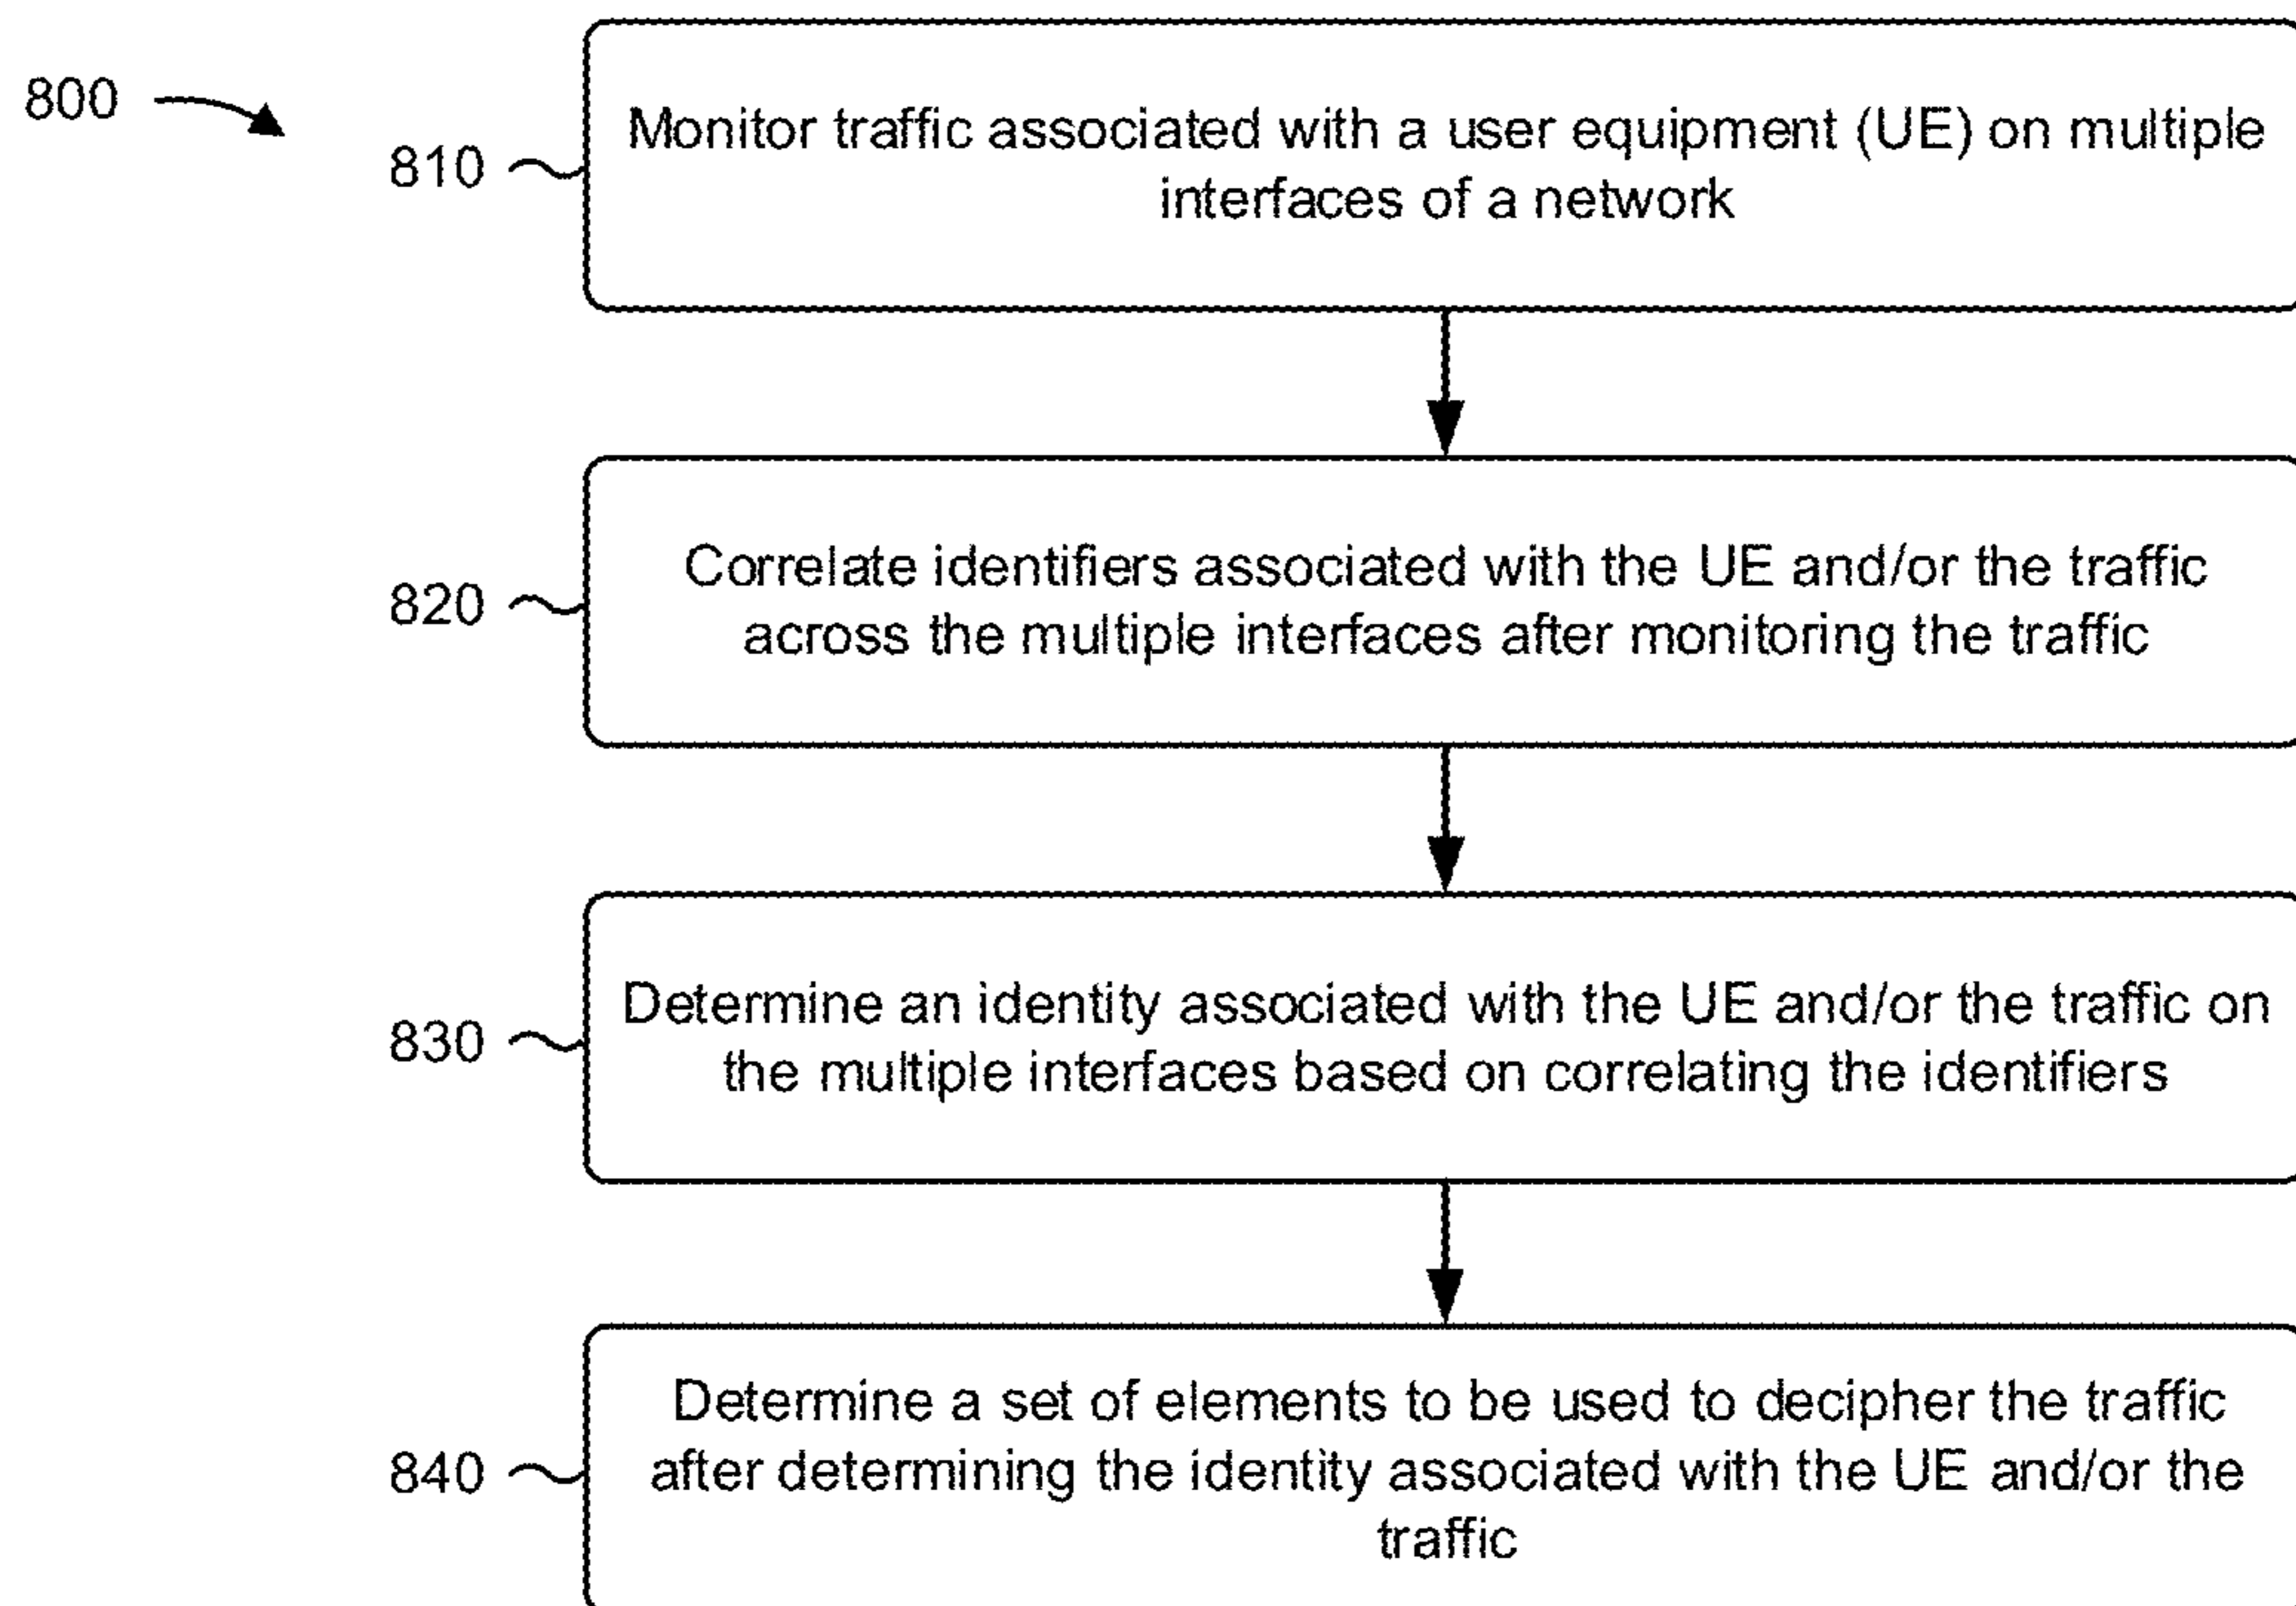 800
810
Monitor traffic associated with a user equipment (UE) on multiple
interfaces of a network
820
Correlate identifiers associated with the UE and/or the traffic
across the multiple interfaces after monitoring the traffic
830
Determine an identity associated with the UE and/or the traffic on
the multiple interfaces based on correlating the identifiers
840
Determine a set of elements to be used to decipher the traffic
after determining the identity associated with the UE and/or the
traffic